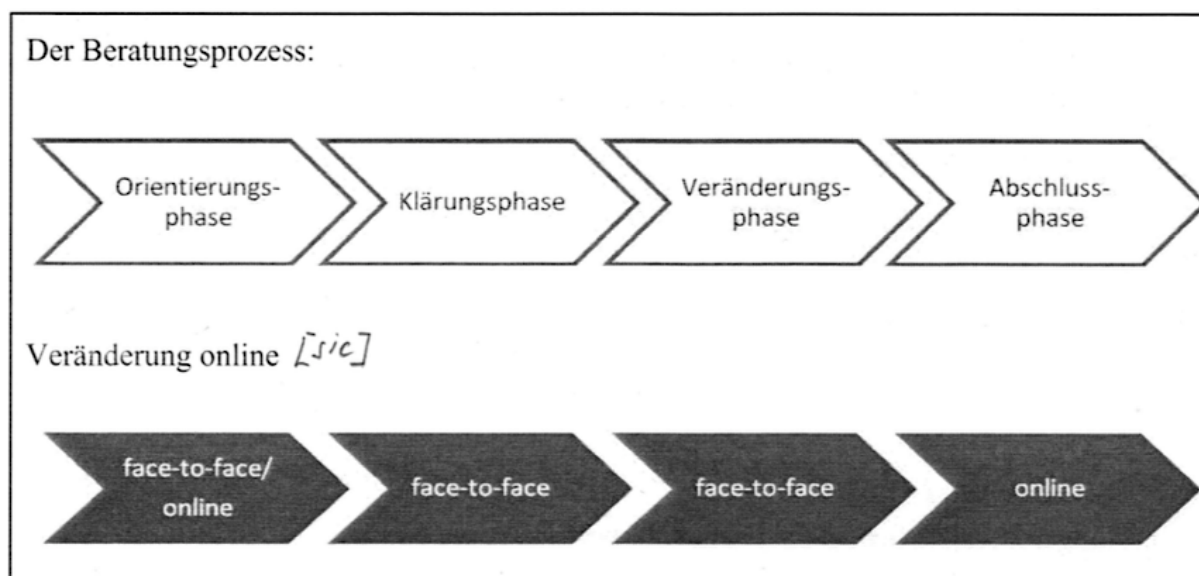 Der Beratungsprozess:
Orientierungs-
phase
Klärungsphase
Veränderungs-
phase
Abschluss-
phase
Veränderung online [sic]
face-to-face/
online
face-to-face
face-to-face
online